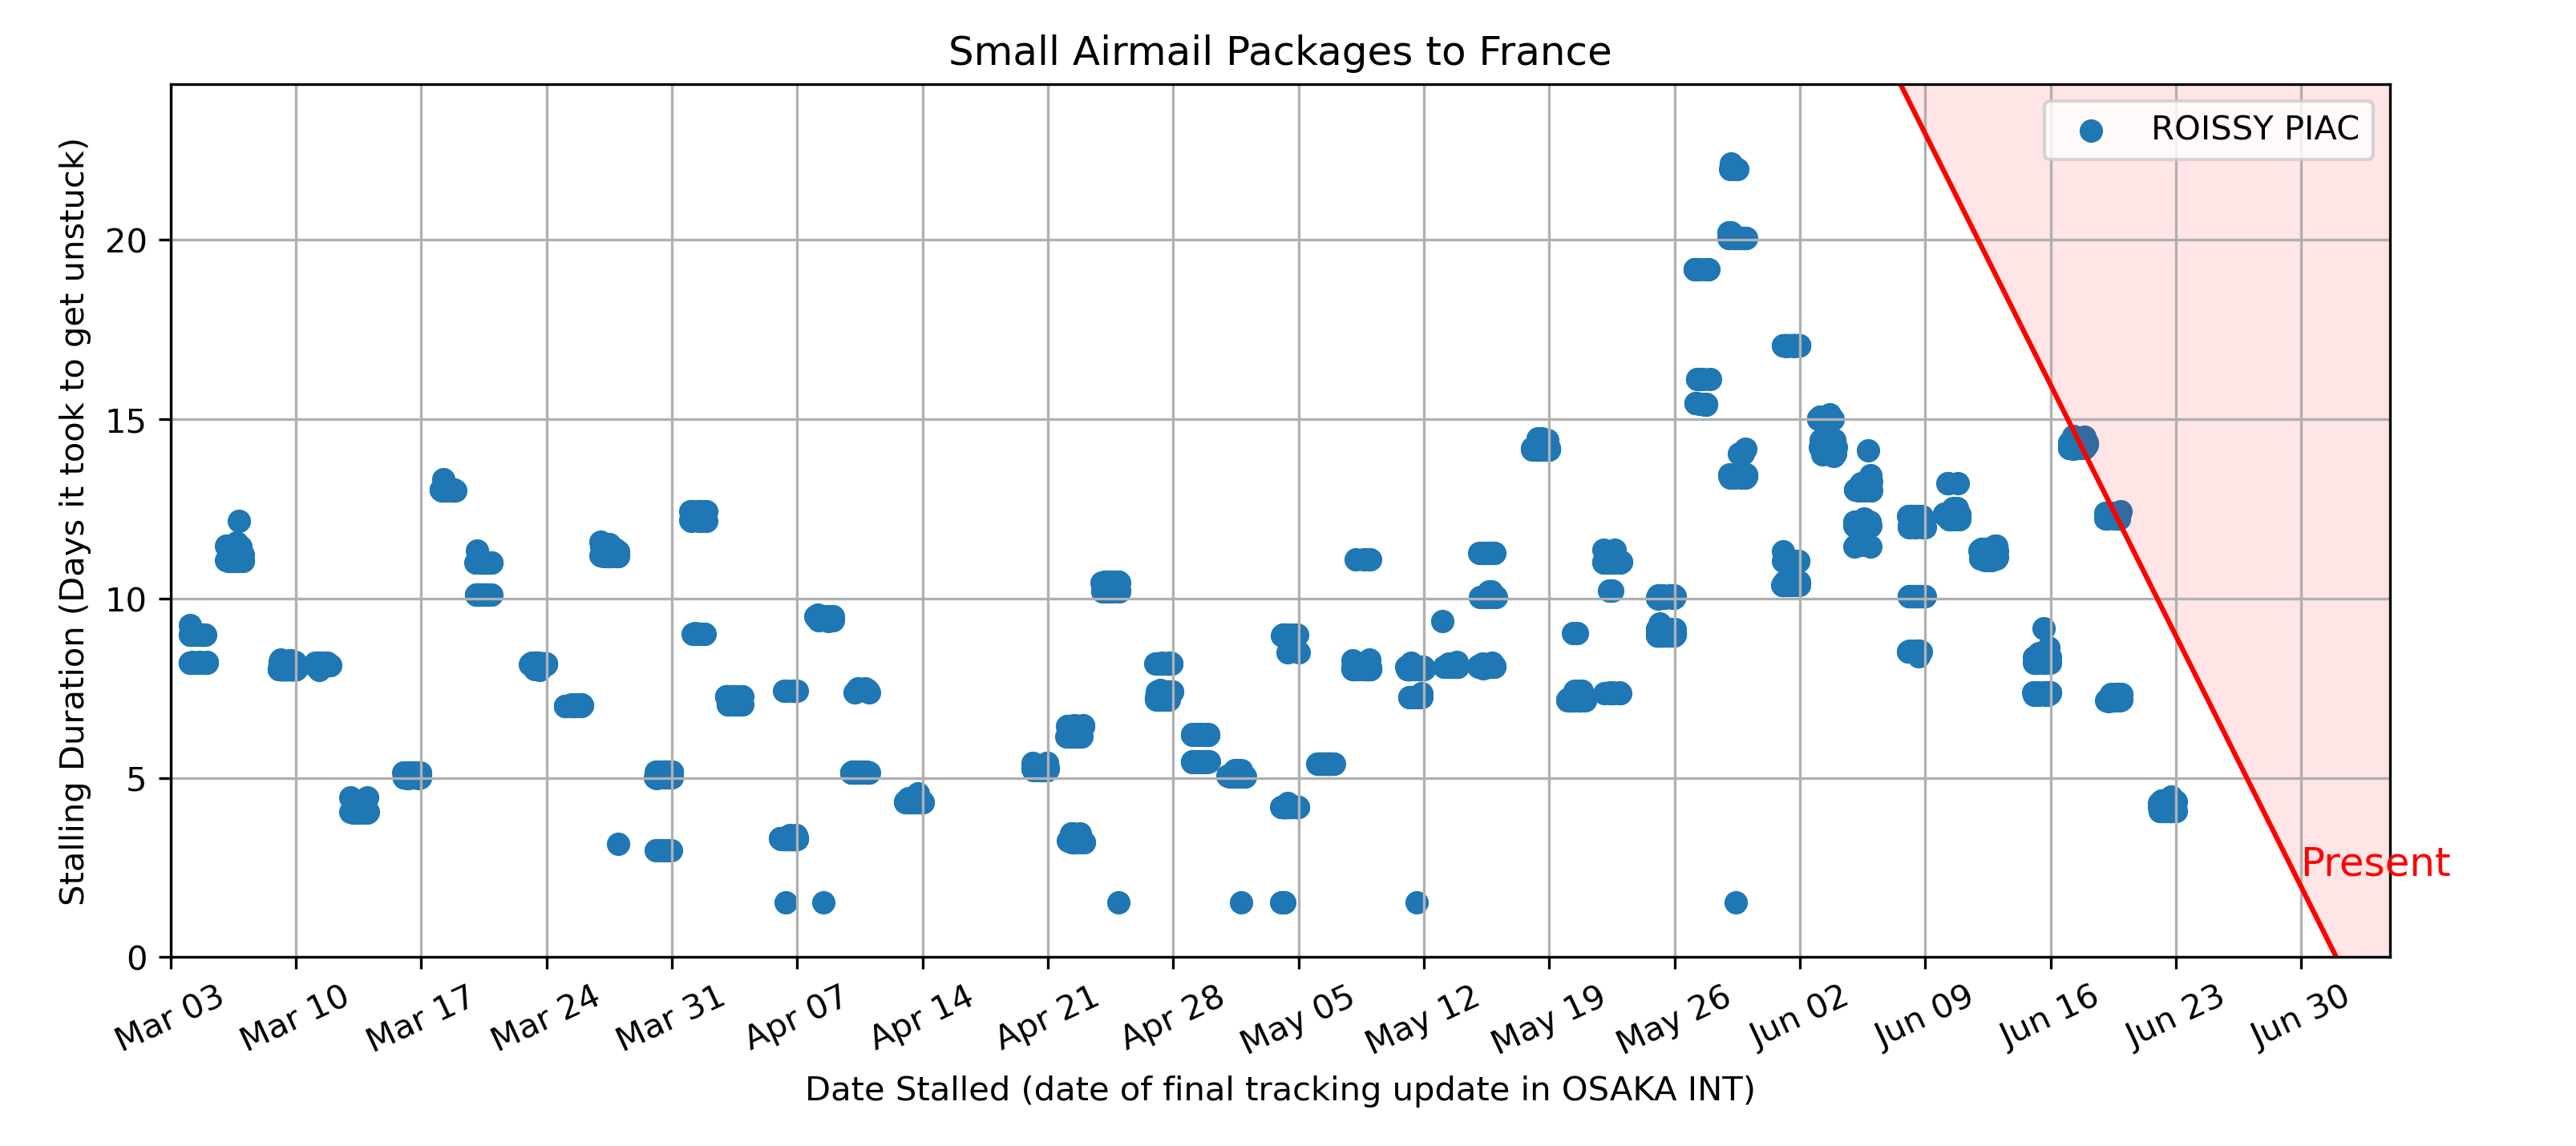 Small Airmail Packages to France
ROISSY PIAC
Stalling Duration (Days it took to get unstuck)
20
15
10
5
0
Present
Mar 03
Mar 10
Mar 17
Mar 24
Mar 31
Apr 07
Apr 14
Apr 21
Apr 28
May 05
May 12
May 19
May 26
Jun 02
Jun 09
Jun 16
Jun 23
Jun 30
Date Stalled (date of final tracking update in OSAKA INT)